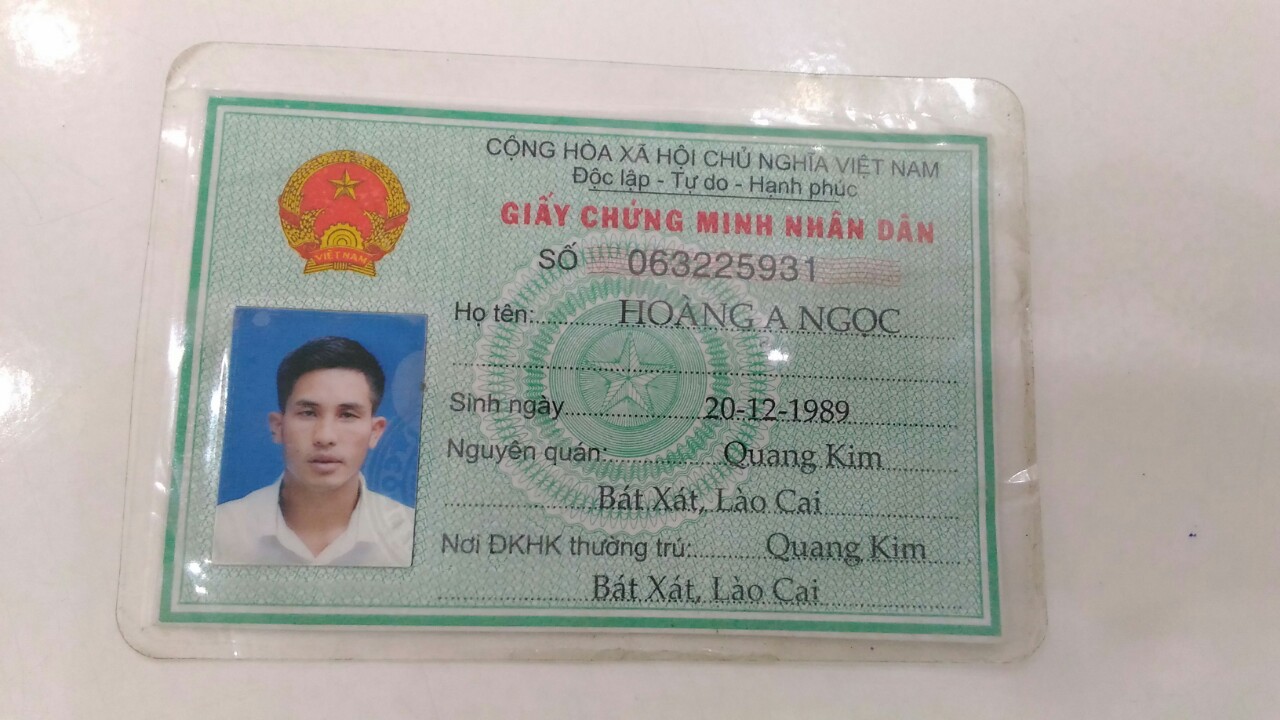 CỘNG HÒA XÃ HỘI CHỦ NGHĨA VIỆT NAM
Độc lập - Tự do - Hạnh phúc
GIẤY CHỨNG MINH NHÂN DÂN
SỐ 063225931
Họ tên: HOÀNG A NGỌC
Sinh ngày 20-12-1989
Nguyên quán: Quang Kim
Bát Xát, Lào Cai
Nơi ĐKHK thường trú: Quang Kim
Bát Xát, Lào Cai
VIỆT NAM